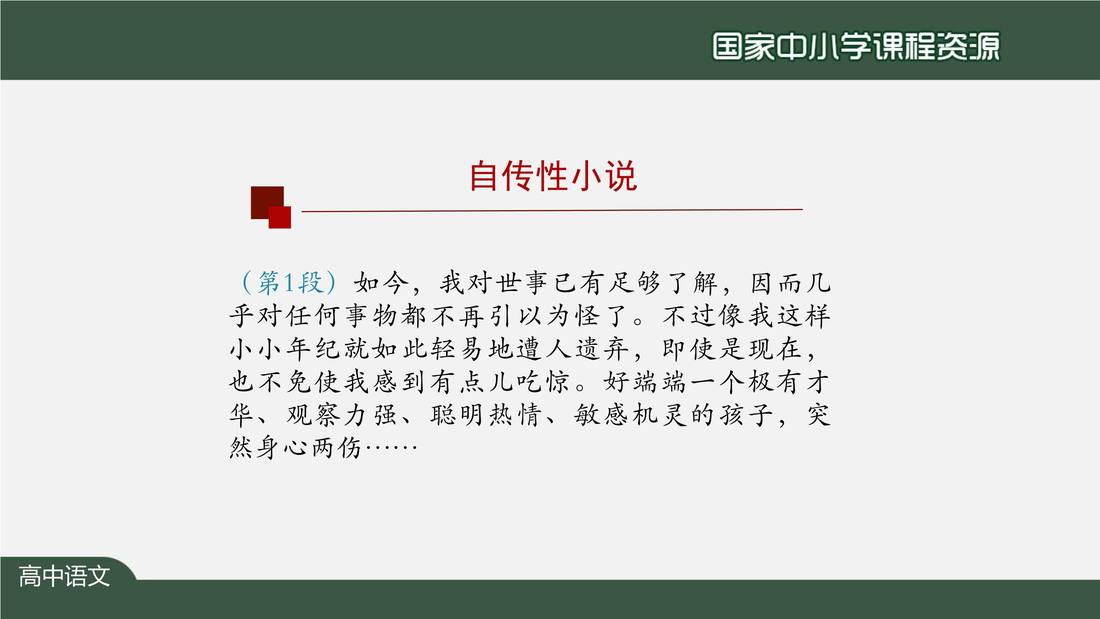 国家中小学课程资源
自传性小说
（第1段）如今，我对世事已有足够了解，因而几
乎对任何事物都不再引以为怪了。不过像我这样
小小年纪就如此轻易地遭人遗弃，即使是现在，
也不免使我感到有点儿吃惊。好端端一个极有才
华、观察力强、聪明热情、敏感机灵的孩子，突
然身心两伤……
高中语文